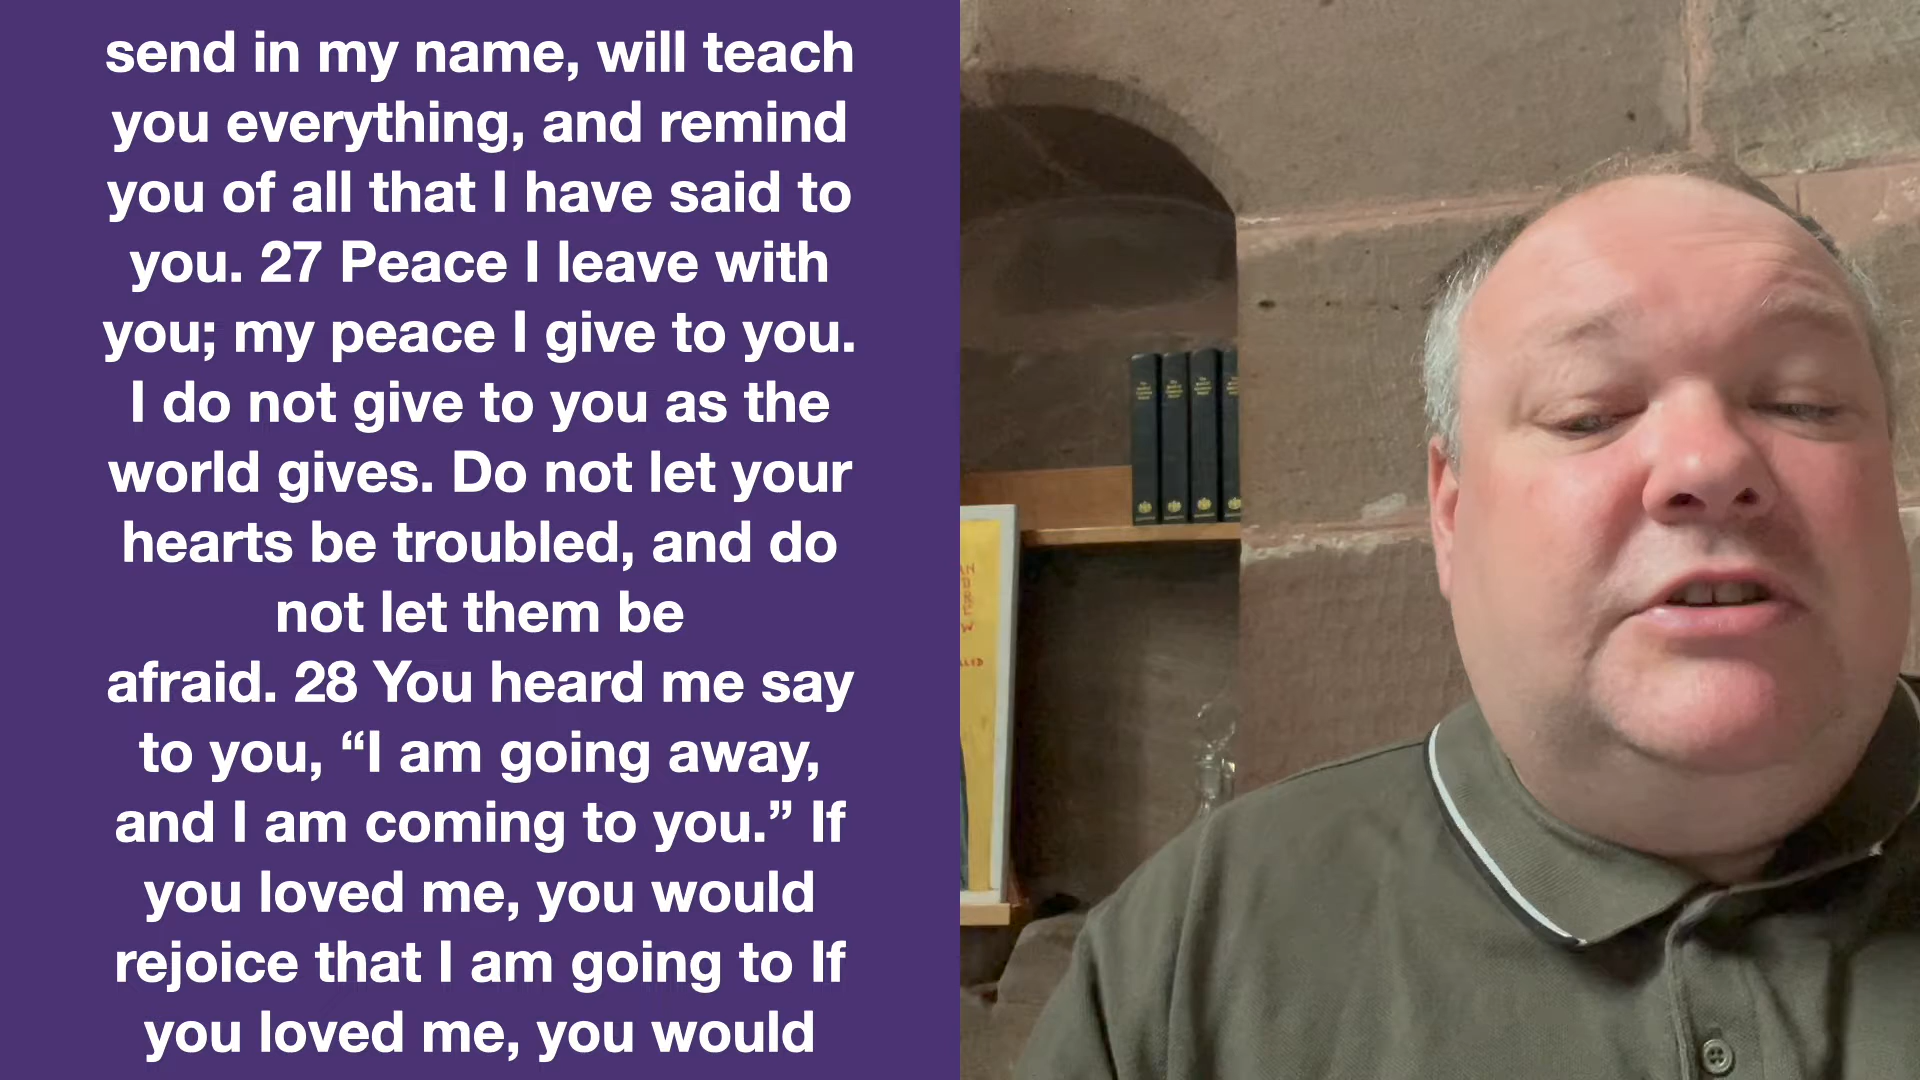 send in my name, will teach
you everything, and remind
you of all that I have said to
you. 27 Peace I leave with
you; my peace I give to you.
I do not give to you as the
world gives. Do not let your
hearts be troubled, and do
not let them be
afraid. 28 You heard me say
to you, “I am going away,
and I am coming to you.” If
you loved me, you would
rejoice that I am going to If
you loved me, you would